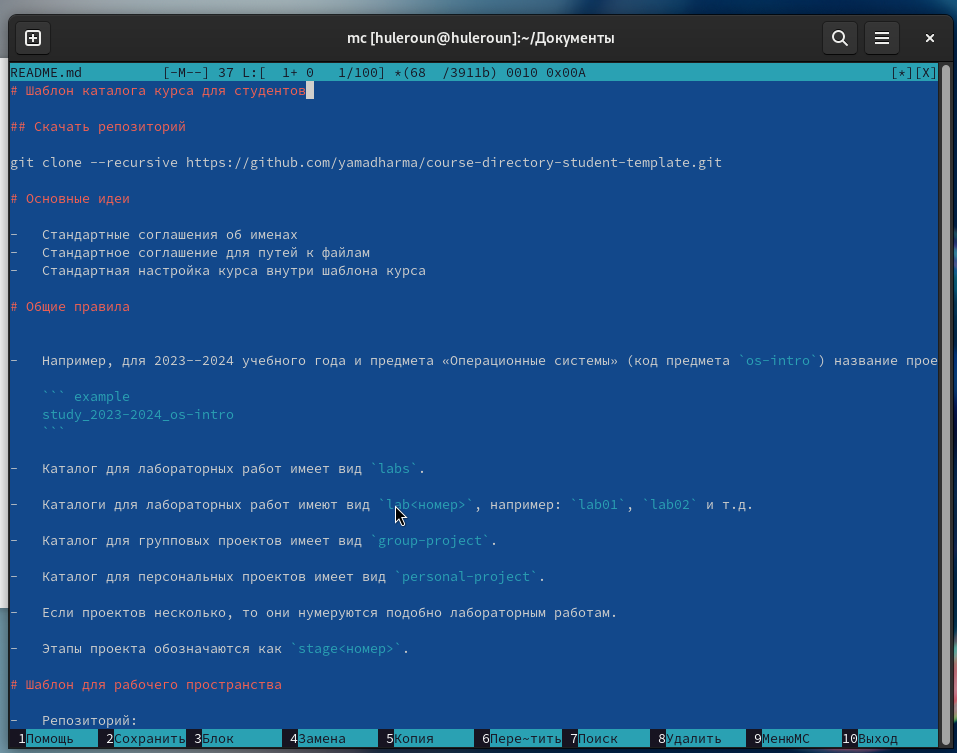 mc [huleroun@huleroun]:~/Документы
README.md [-M--] 37 L:[ 1+ 0 1/100] *(68 /3911b) 0010 0x00A [*][X]
# Шаблон каталога курса для студентов
## Скачать репозиторий
git clone --recursive https://github.com/yamadharma/course-directory-student-template.git
# Основные идеи
- Стандартные соглашения об именах
- Стандартное соглашение для путей к файлам
- Стандартная настройка курса внутри шаблона курса
# Общие правила
- Например, для 2023--2024 учебного года и предмета «Операционные системы» (код предмета `os-intro`) название прое
``` example
study_2023-2024_os-intro
```
- Каталог для лабораторных работ имеет вид `labs`.
- Каталоги для лабораторных работ имеют вид `lab<номер>`, например: `lab01`, `lab02` и т.д.
- Каталог для групповых проектов имеет вид `group-project`.
- Каталог для персональных проектов имеет вид `personal-project`.
- Если проектов несколько, то они нумеруются подобно лабораторным работам.
- Этапы проекта обозначаются как `stage<номер>`.
# Шаблон для рабочего пространства
- Репозиторий:
1Помощь 2Сохранить 3Блок 4Замена 5Копия 6Пере~тить 7Поиск 8Удалить 9МенюMC 10Выход